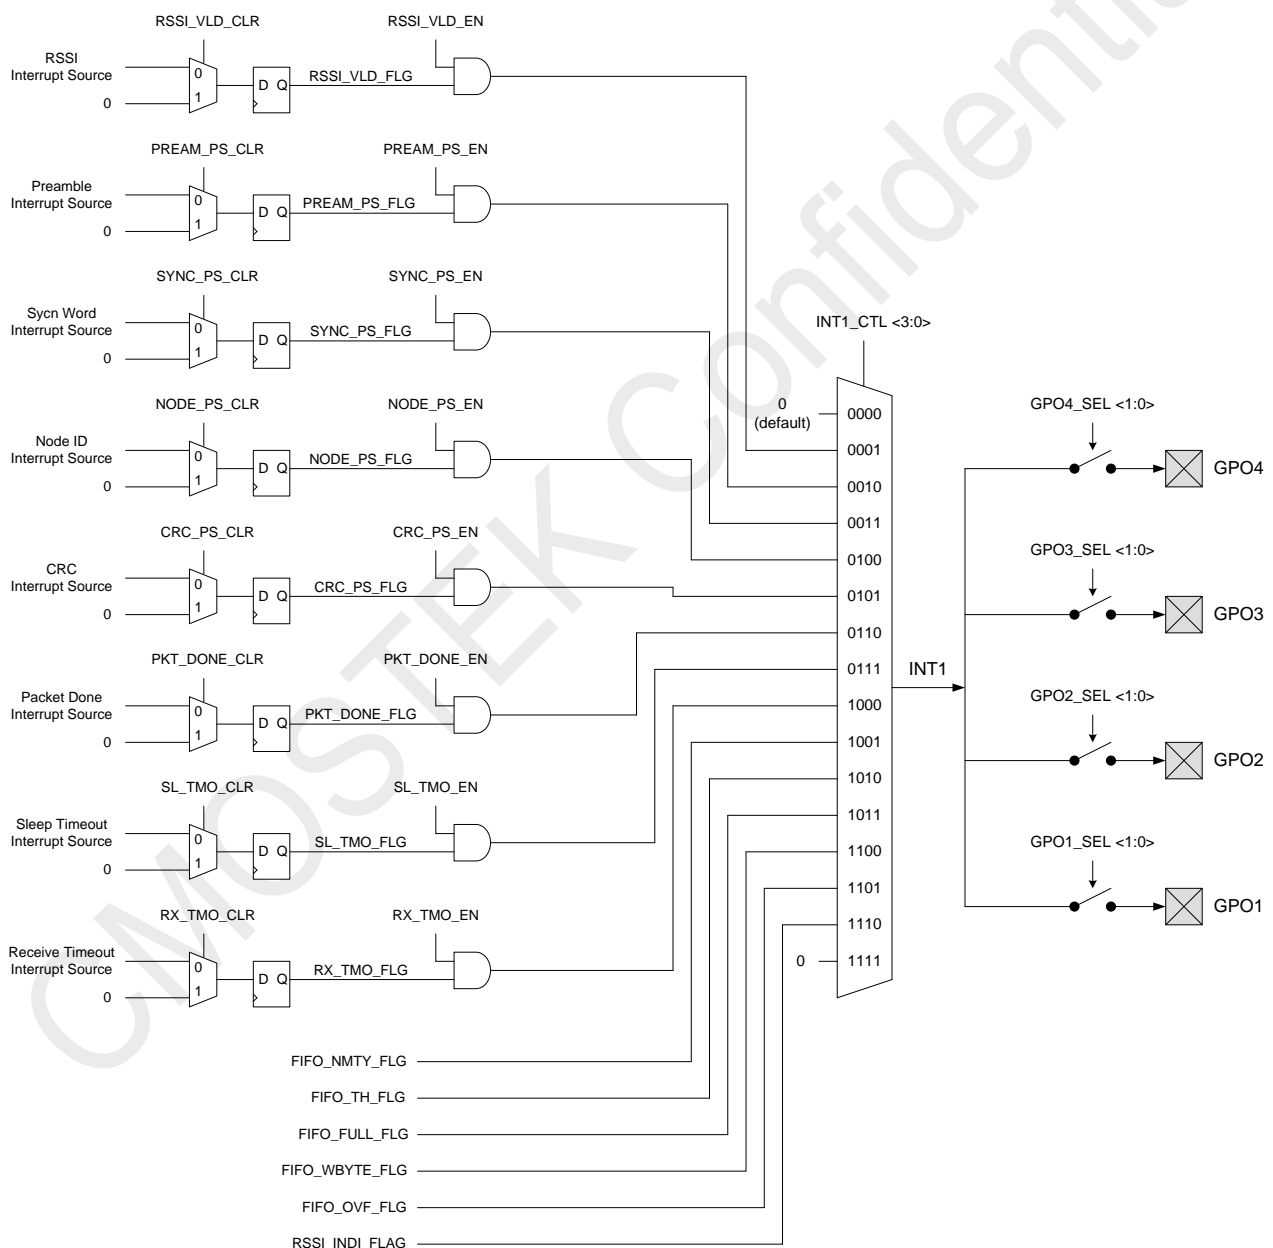 RSSI_VLD_CLR
RSSI_VLD_EN
RSSI
Interrupt Source
0
0
1
D Q
RSSI_VLD_FLG
PREAM_PS_CLR
PREAM_PS_EN
Preamble
Interrupt Source
0
0
1
D Q
PREAM_PS_FLG
SYNC_PS_CLR
SYNC_PS_EN
Sycn Word
Interrupt Source
0
0
1
D Q
SYNC_PS_FLG
NODE_PS_CLR
NODE_PS_EN
Node ID
Interrupt Source
0
0
1
D Q
NODE_PS_FLG
CRC_PS_CLR
CRC_PS_EN
CRC
Interrupt Source
0
0
1
D Q
CRC_PS_FLG
PKT_DONE_CLR
PKT_DONE_EN
Packet Done
Interrupt Source
0
0
1
D Q
PKT_DONE_FLG
SL_TMO_CLR
SL_TMO_EN
Sleep Timeout
Interrupt Source
0
0
1
D Q
SL_TMO_FLG
RX_TMO_CLR
RX_TMO_EN
Receive Timeout
Interrupt Source
0
0
1
D Q
RX_TMO_FLG
FIFO_NMTY_FLG
FIFO_TH_FLG
FIFO_FULL_FLG
FIFO_WBYTE_FLG
FIFO_OVF_FLG
RSSI_INDI_FLAG
INT1_CTL <3:0>
0
(default)
0000
0001
0010
0011
0100
0101
0110
0111
1000
1001
1010
1011
1100
1101
1110
0
1111
INT1
GPO4_SEL <1:0>
GPO4
GPO3_SEL <1:0>
GPO3
GPO2_SEL <1:0>
GPO2
GPO1_SEL <1:0>
GPO1
CMOSTEK Confidenti